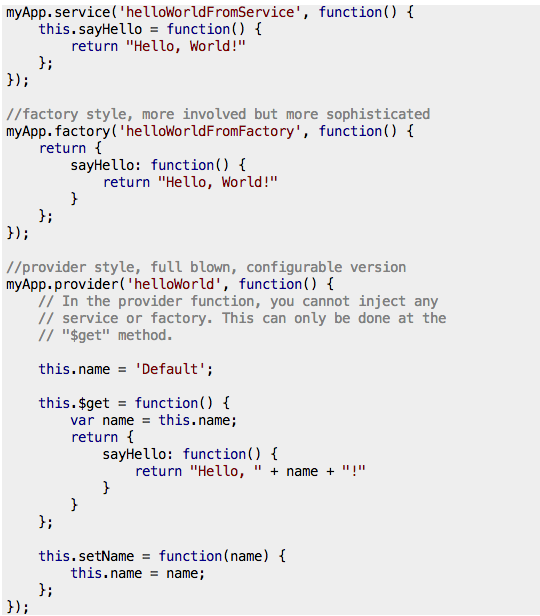 myApp.service('helloWorldFromService', function() {
    this.sayHello = function() {
        return "Hello, World!"
    };
});

//factory style, more involved but more sophisticated
myApp.factory('helloWorldFromFactory', function() {
    return {
        sayHello: function() {
            return "Hello, World!"
        }
    };
});

//provider style, full blown, configurable version
myApp.provider('helloWorld', function() {
    // In the provider function, you cannot inject any
    // service or factory. This can only be done at the
    // "$get" method.

    this.name = 'Default';

    this.$get = function() {
        var name = this.name;
        return {
            sayHello: function() {
                return "Hello, " + name + "!"
            }
        }
    };

    this.setName = function(name) {
        this.name = name;
    };
});